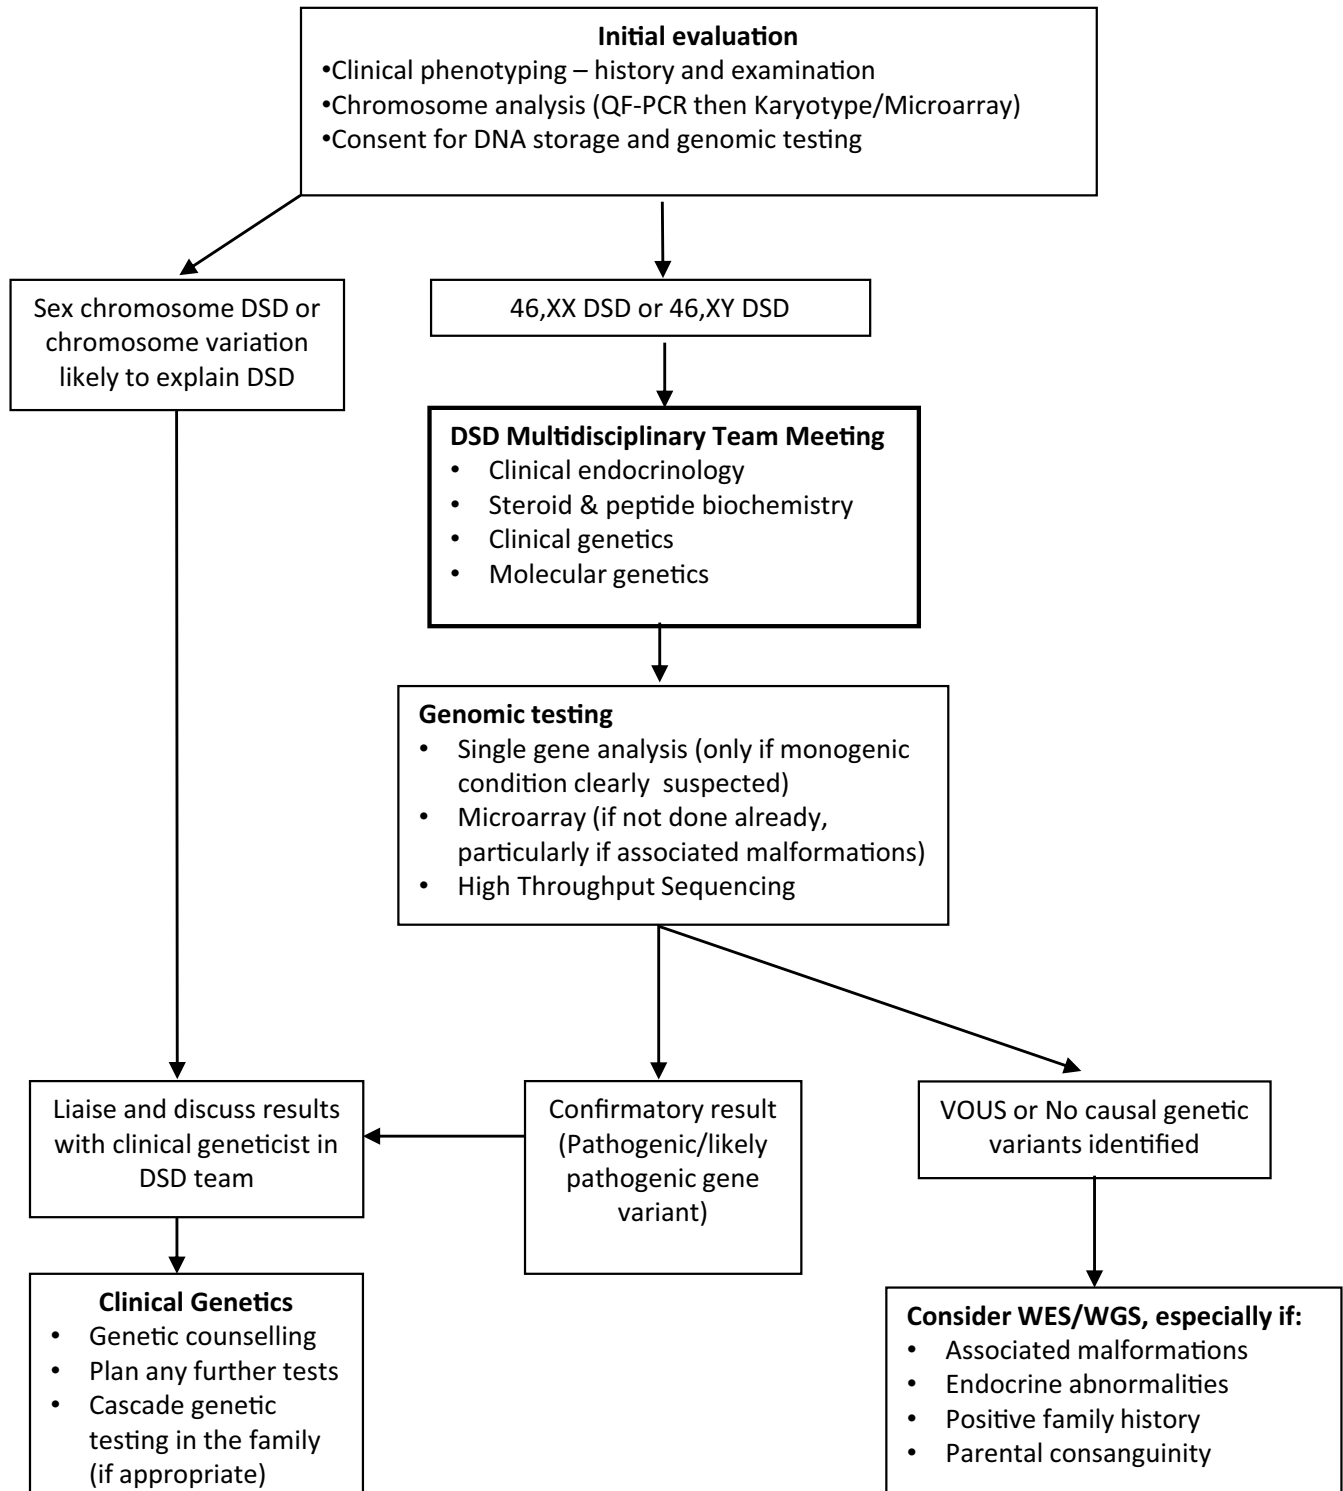 Initial evaluation
•Clinical phenotyping – history and examination
•Chromosome analysis (QF-PCR then Karyotype/Microarray)
•Consent for DNA storage and genomic testing
Sex chromosome DSD or
chromosome variation
likely to explain DSD
46,XX DSD or 46,XY DSD
DSD Multidisciplinary Team Meeting
• Clinical endocrinology
• Steroid & peptide biochemistry
• Clinical genetics
• Molecular genetics
Genomic testing
• Single gene analysis (only if monogenic
condition clearly suspected)
• Microarray (if not done already,
particularly if associated malformations)
• High Throughput Sequencing
Liaise and discuss results
with clinical geneticist in
DSD team
Confirmatory result
(Pathogenic/likely
pathogenic gene
variant)
VOUS or No causal genetic
variants identified
Clinical Genetics
• Genetic counselling
• Plan any further tests
• Cascade genetic
testing in the family
(if appropriate)
Consider WES/WGS, especially if:
• Associated malformations
• Endocrine abnormalities
• Positive family history
• Parental consanguinity